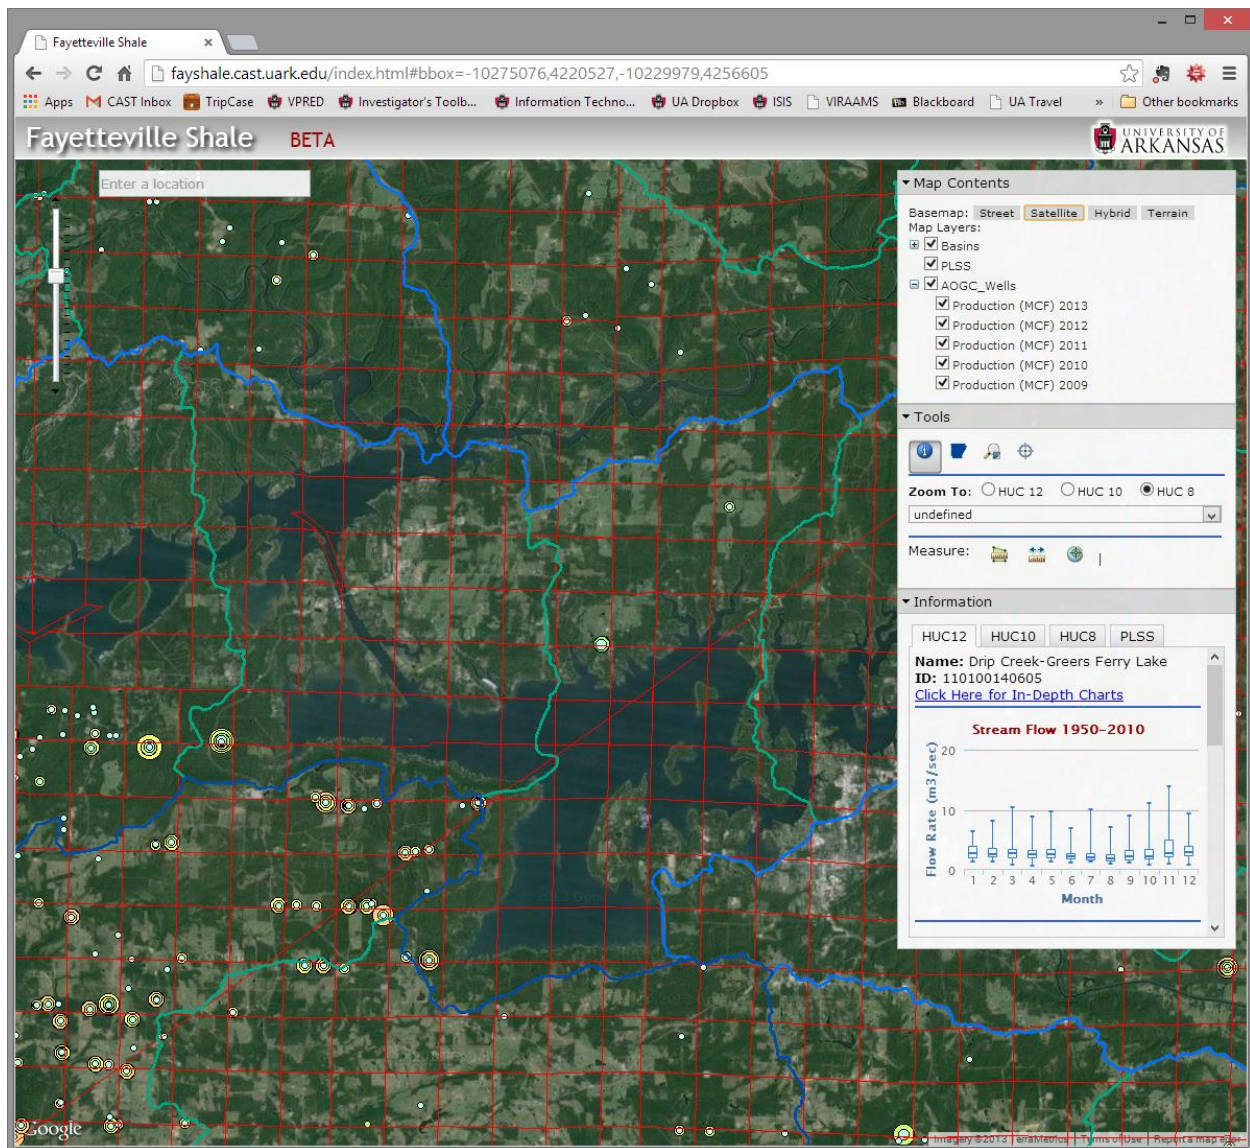 Fayetteville Shale
fayshale.cast.uark.edu/index.html#bbox=-10275076,4220527,-10229979,4256605
Apps CAST Inbox TripCase VPRED Investigator's Toolb... Information Techno... UA Dropbox ISIS VIRAAMS Blackboard UA Travel » Other bookmarks
Fayetteville Shale BETA
UNIVERSITY OF
ARKANSAS
Enter a location
Map Contents
Basemap: Street Satellite Hybrid Terrain
Map Layers:
Basins
PLSS
AOGC_Wells
Production (MCF) 2013
Production (MCF) 2012
Production (MCF) 2011
Production (MCF) 2010
Production (MCF) 2009
Tools
Zoom To: HUC 12 HUC 10 HUC 8
undefined
Measure: |
Information
HUC12 HUC10 HUC8 PLSS
Name: Drip Creek-Greers Ferry Lake
ID: 110100140605
Click Here for In-Depth Charts
Stream Flow 1950-2010
Flow Rate (m3/sec)
20
10
0
1 2 3 4 5 6 7 8 9 10 11 12
Month
Google
Imagery ©2013 TerraMetrics Terms of Use Report a map